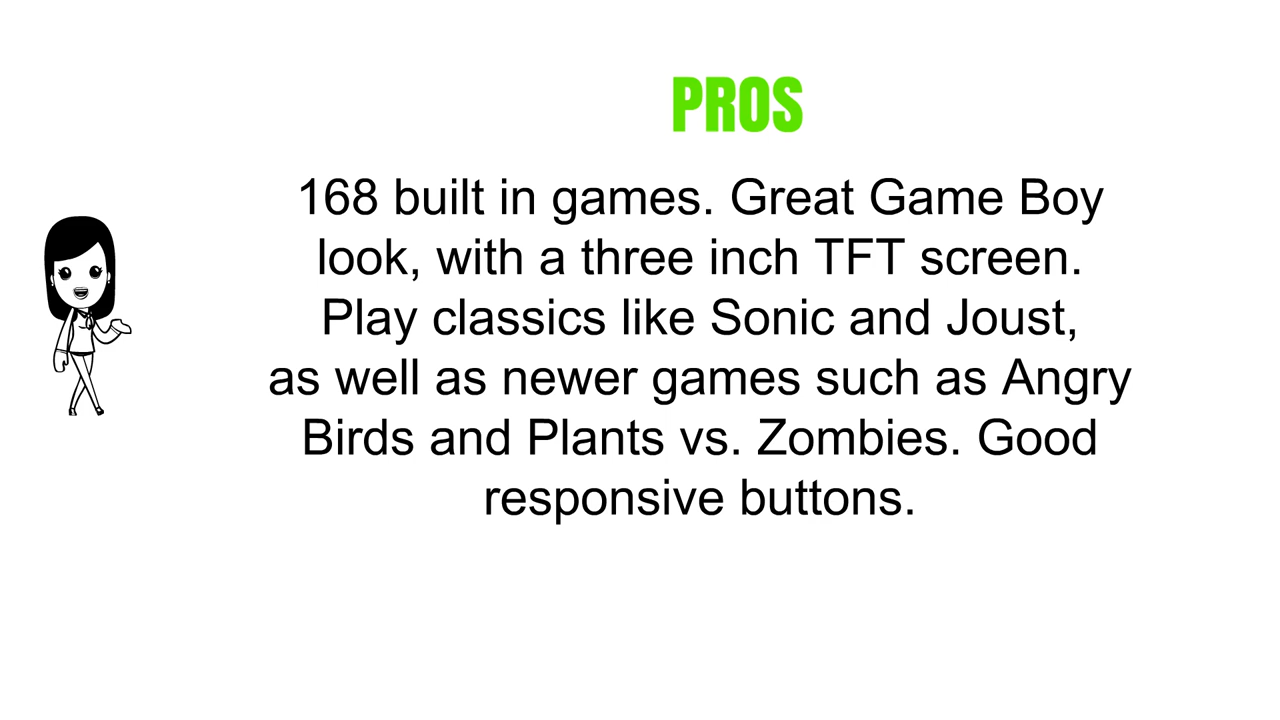 PROS
168 built in games. Great Game Boy
look, with a three inch TFT screen.
Play classics like Sonic and Joust,
as well as newer games such as Angry
Birds and Plants vs. Zombies. Good
responsive buttons.